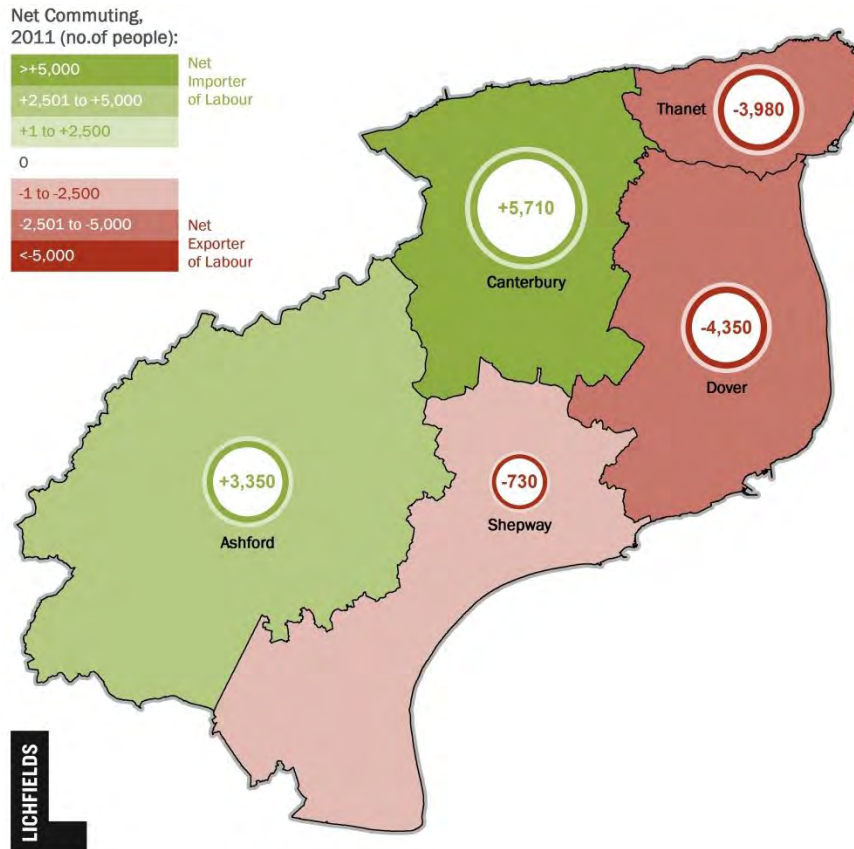 Net Commuting,
2011 (no.of people):
>+5,000
+2,501 to +5,000
+1 to +2,500
0
-1 to -2,500
-2,501 to -5,000
<-5,000
Net
Importer
of Labour
Net
Exporter
of Labour
Thanet
-3,980
+5,710
Canterbury
-4,350
Dover
+3,350
Ashford
-730
Shepway
LICHFIELDS